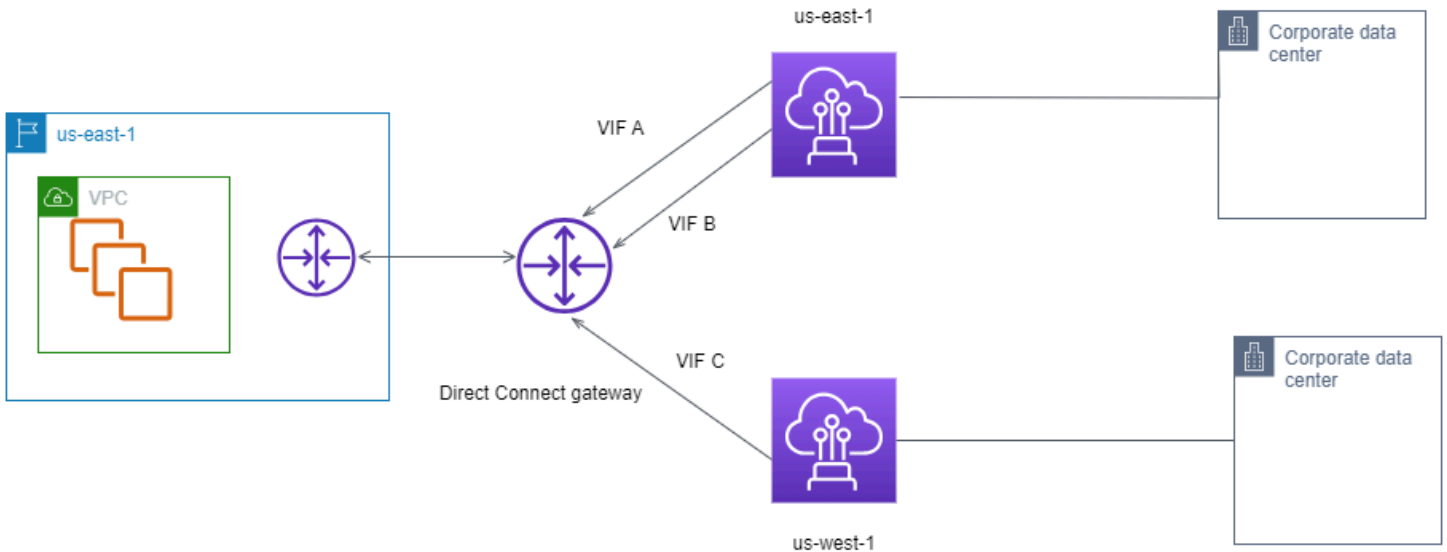 us-east-1
Corporate data
center
VIF A
us-east-1
VPC
VIF B
VIF C
Corporate data
center
Direct Connect gateway
us-west-1